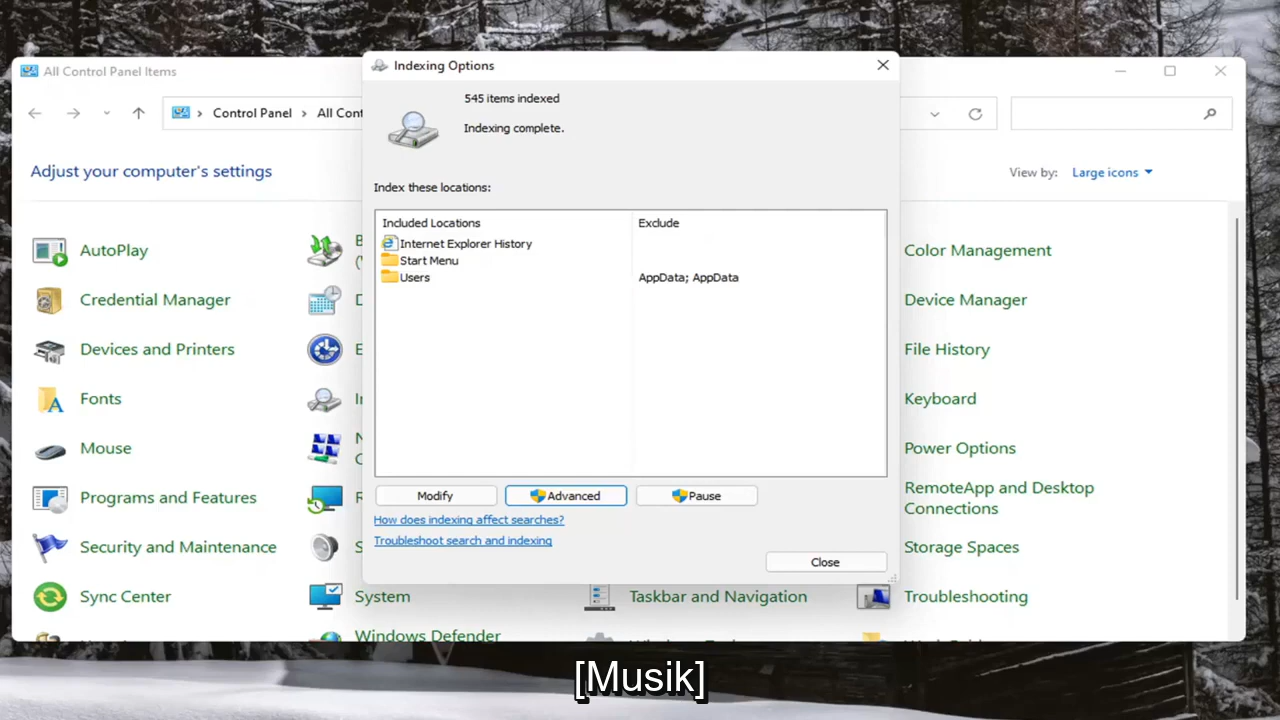 All Control Panel Items
Indexing Options
Control Panel
All Cont
545 items indexed
Indexing complete.
Adjust your computer's settings
View by: Large icons
Index these locations:
Included Locations
Exclude
Internet Explorer History
Start Menu
Users
AppData; AppData
AutoPlay
Color Management
Credential Manager
Device Manager
Devices and Printers
File History
Fonts
Keyboard
Mouse
Power Options
Programs and Features
RemoteApp and Desktop
Connections
Security and Maintenance
Storage Spaces
Modify
Advanced
Pause
How does indexing affect searches?
Troubleshoot search and indexing
Close
Sync Center
System
Taskbar and Navigation
Troubleshooting
Windows Defender
[Musik]